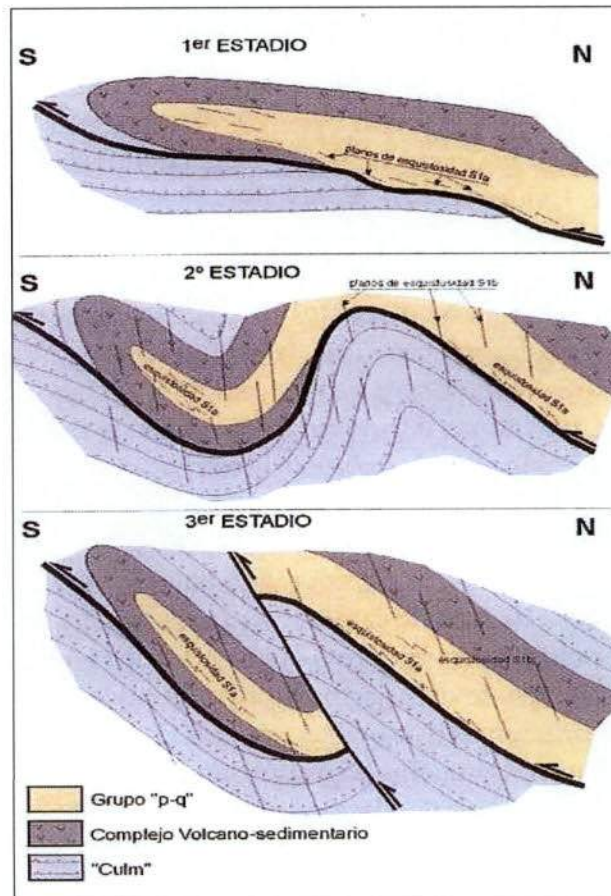 1er ESTADIO
S N
planos de esquistosidad S1a
2º ESTADIO
S N
planos de esquistosidad S1b
esquistosidad S1a
esquistosidad S1a
3er ESTADIO
S N
esquistosidad S1a
esquistosidad S1a
esquistosidad S1b
Grupo "p-q"
Complejo Volcano-sedimentario
"Culm"